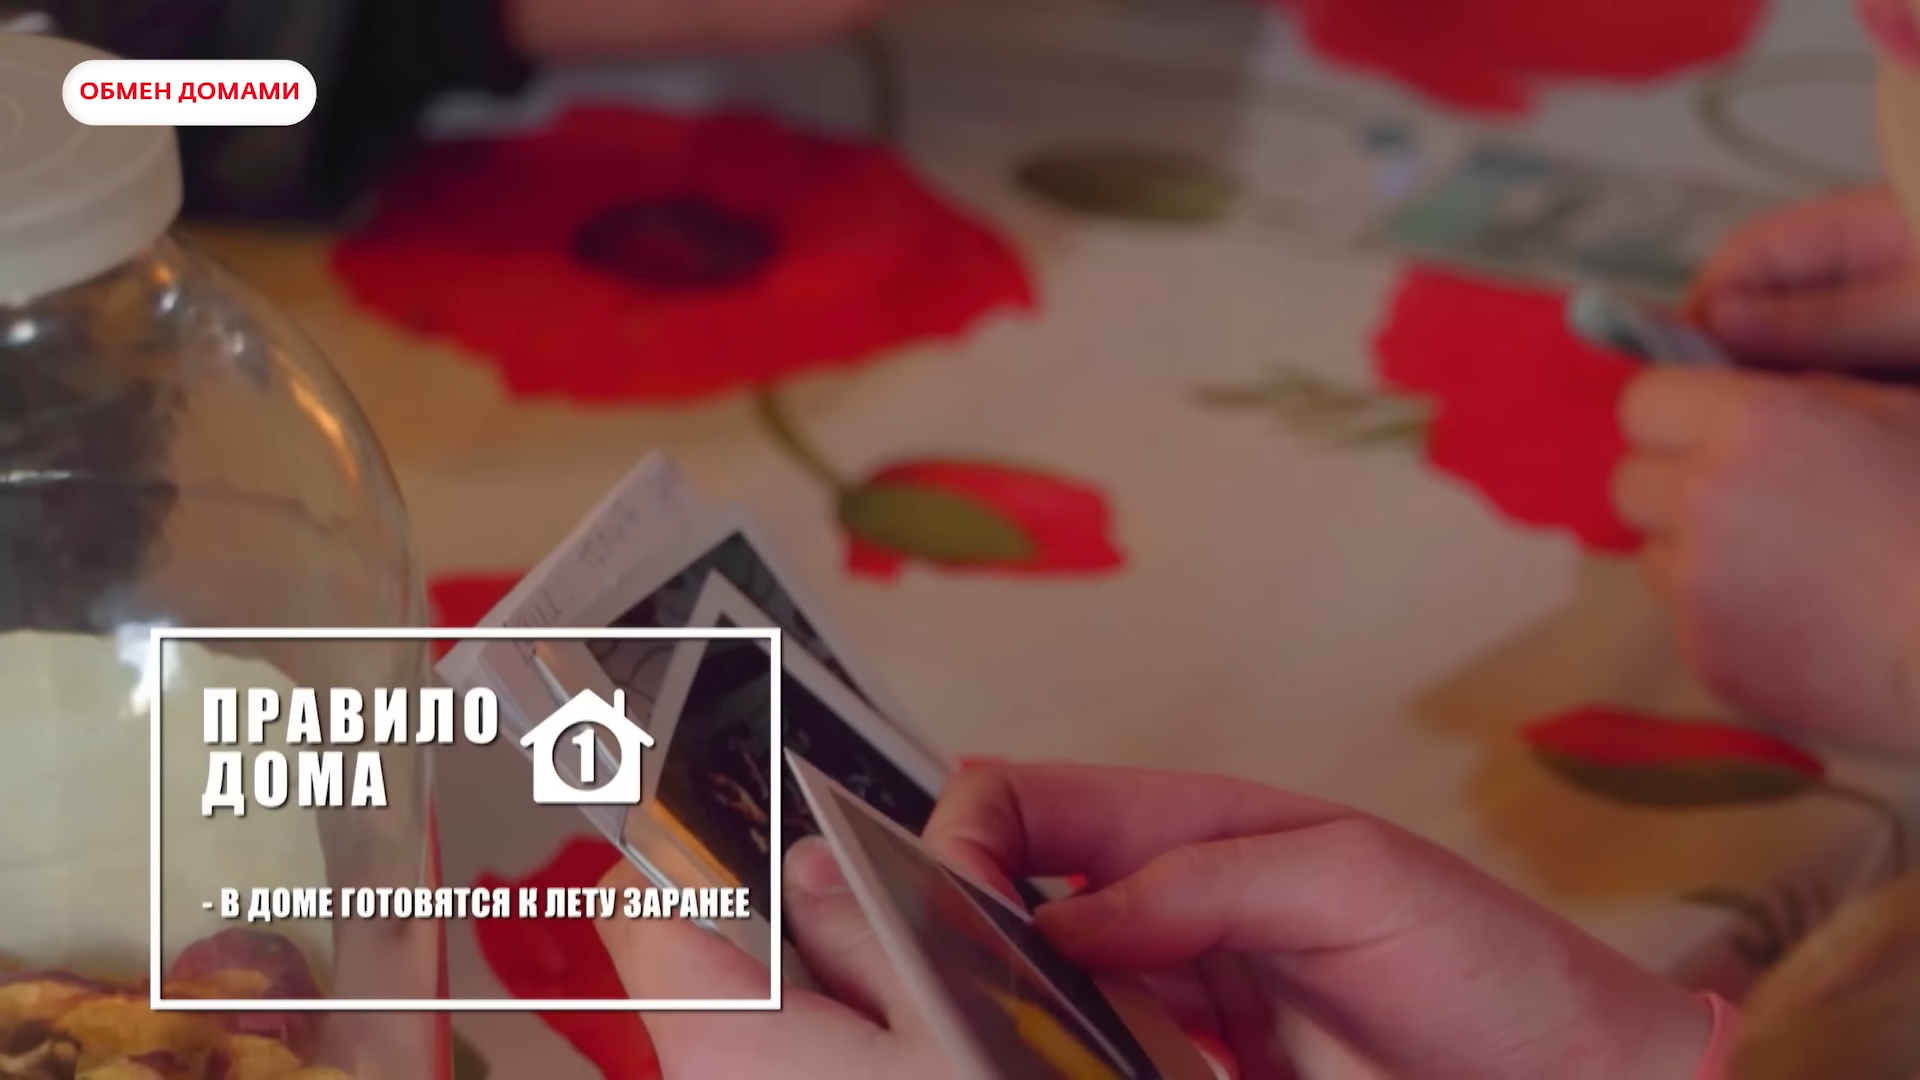 ОБМЕН ДОМАМИ
ПРАВИЛО
ДОМА
1
- В ДОМЕ ГОТОВЯТСЯ К ЛЕТУ ЗАРАНЕЕ